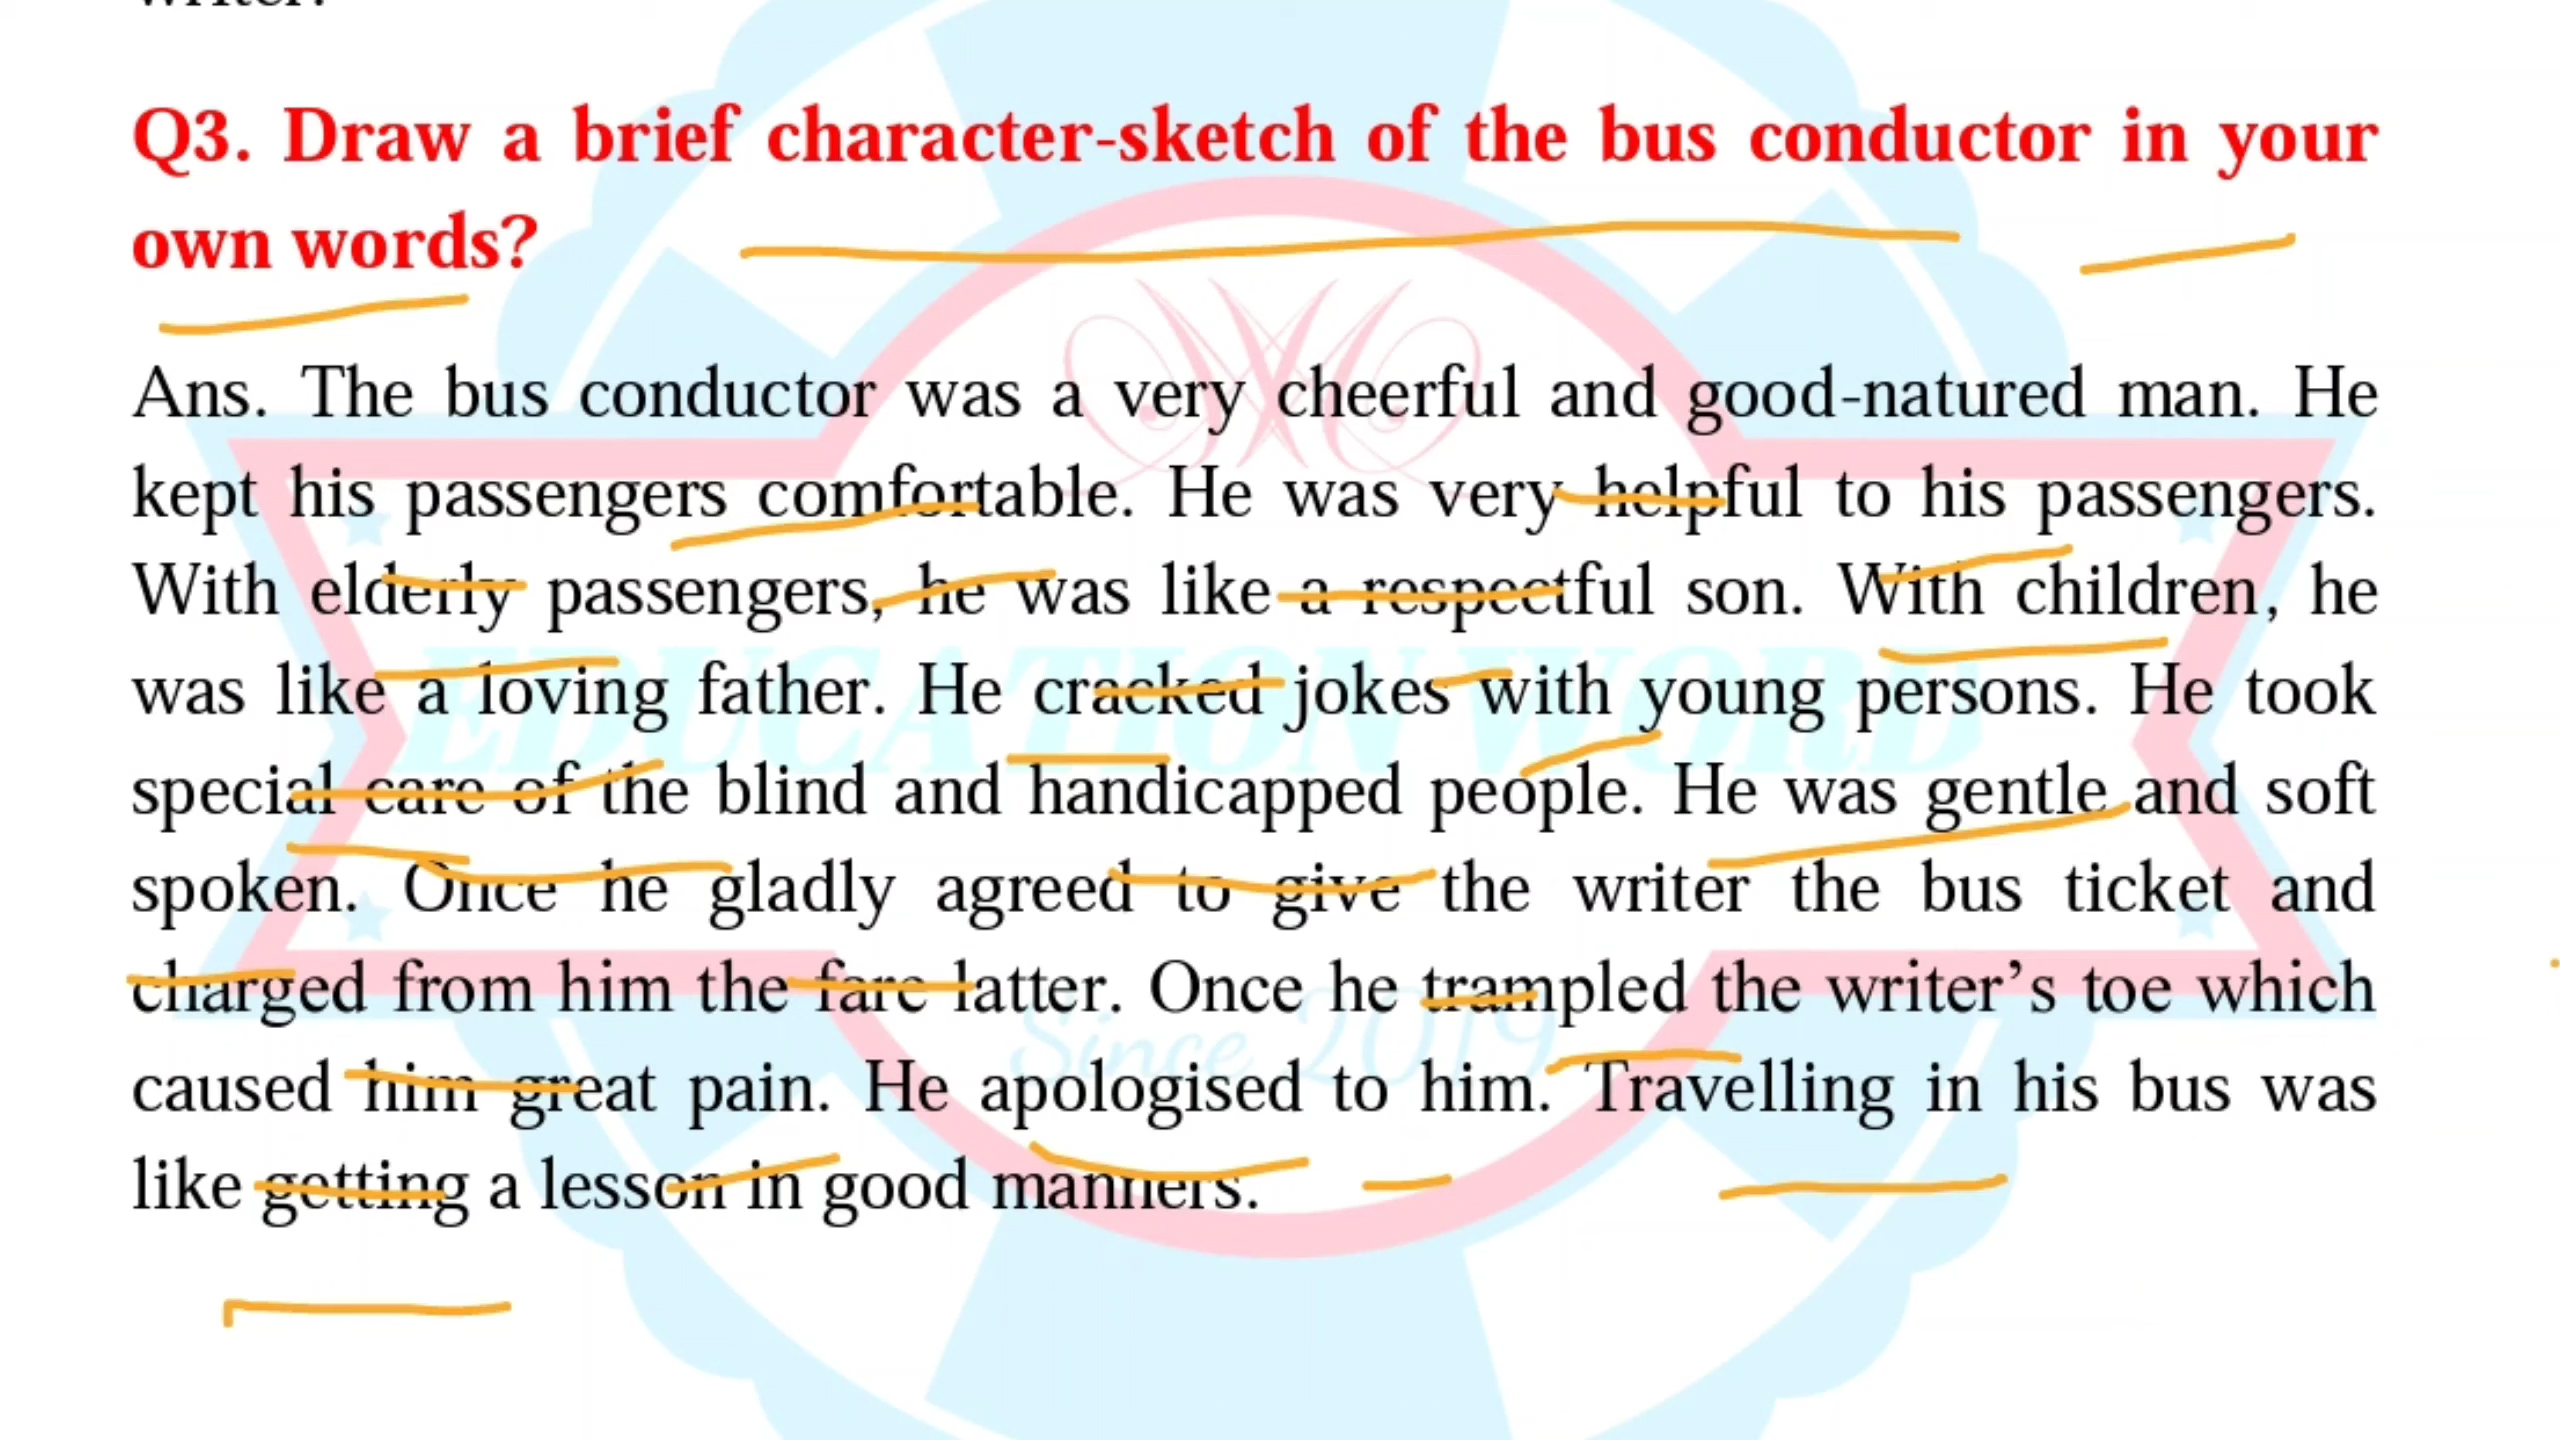 writer.
Q3. Draw a brief character-sketch of the bus conductor in your
own words?
Ans. The bus conductor was a very cheerful and good-natured man. He
kept his passengers comfortable. He was very helpful to his passengers.
With elderly passengers, he was like a respectful son. With children, he
was like a loving father. He cracked jokes with young persons. He took
EDUCATION WORD
special care of the blind and handicapped people. He was gentle and soft
spoken. Once he gladly agreed to give the writer the bus ticket and
charged from him the fare latter. Once he trampled the writer’s toe which
Since 2019
caused him great pain. He apologised to him. Travelling in his bus was
like getting a lesson in good manners.